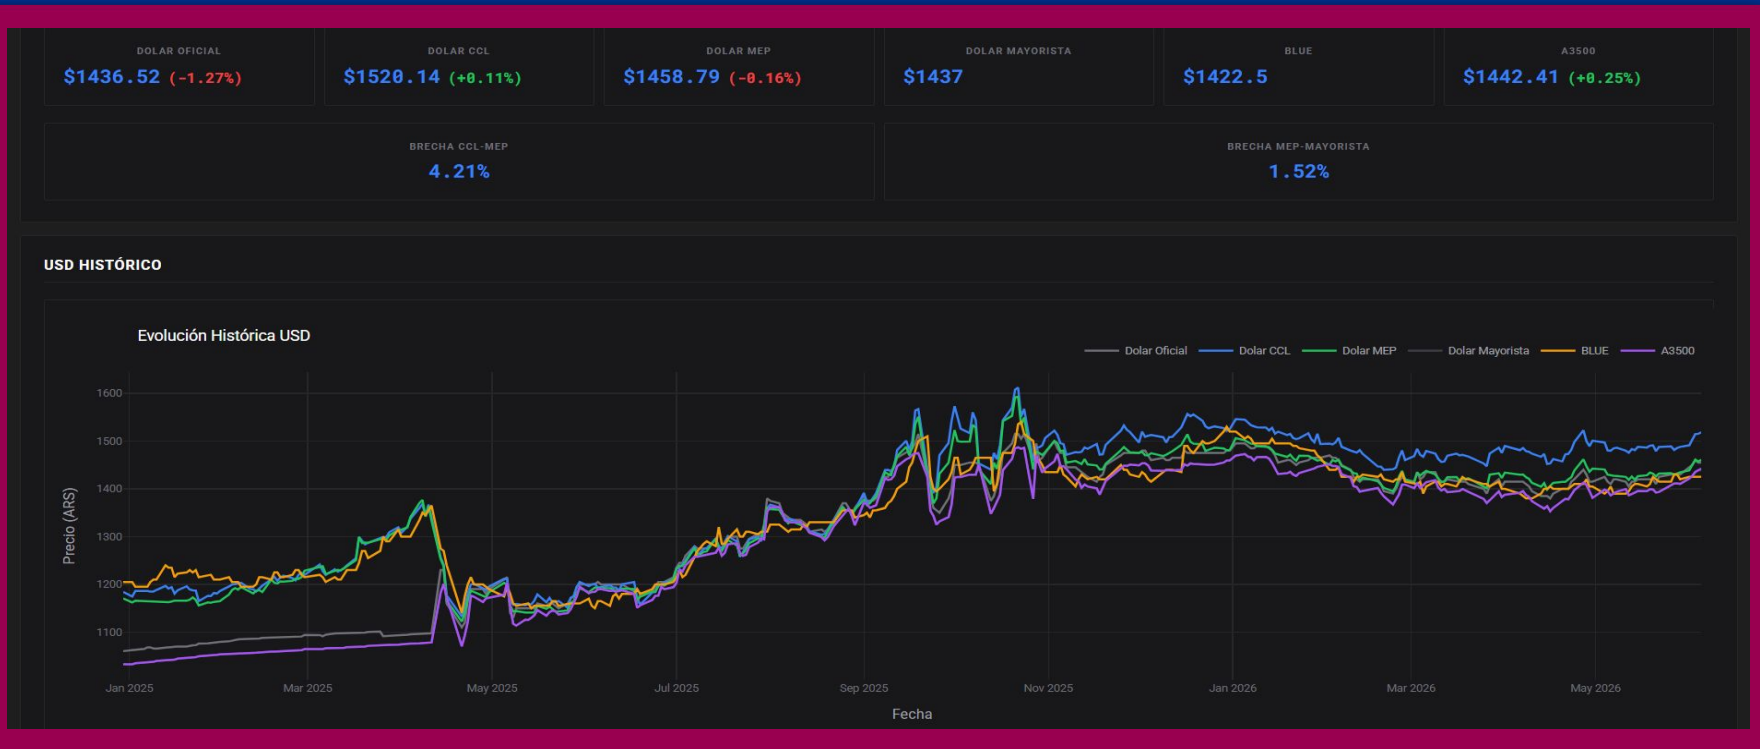 DOLAR OFICIAL
$1436.52 (-1.27%)
DOLAR CCL
$1520.14 (+0.11%)
DOLAR MEP
$1458.79 (-0.16%)
DOLAR MAYORISTA
$1437
BLUE
$1422.5
A3500
$1442.41 (+0.25%)
BRECHA CCL-MEP
4.21%
BRECHA MEP-MAYORISTA
1.52%
USD HISTÓRICO
Evolución Histórica USD
Dolar Oficial Dolar CCL Dolar MEP Dolar Mayorista BLUE A3500
Precio (ARS)
1600
1500
1400
1300
1200
1100
Jan 2025 Mar 2025 May 2025 Jul 2025 Sep 2025 Nov 2025 Jan 2026 Mar 2026 May 2026
Fecha